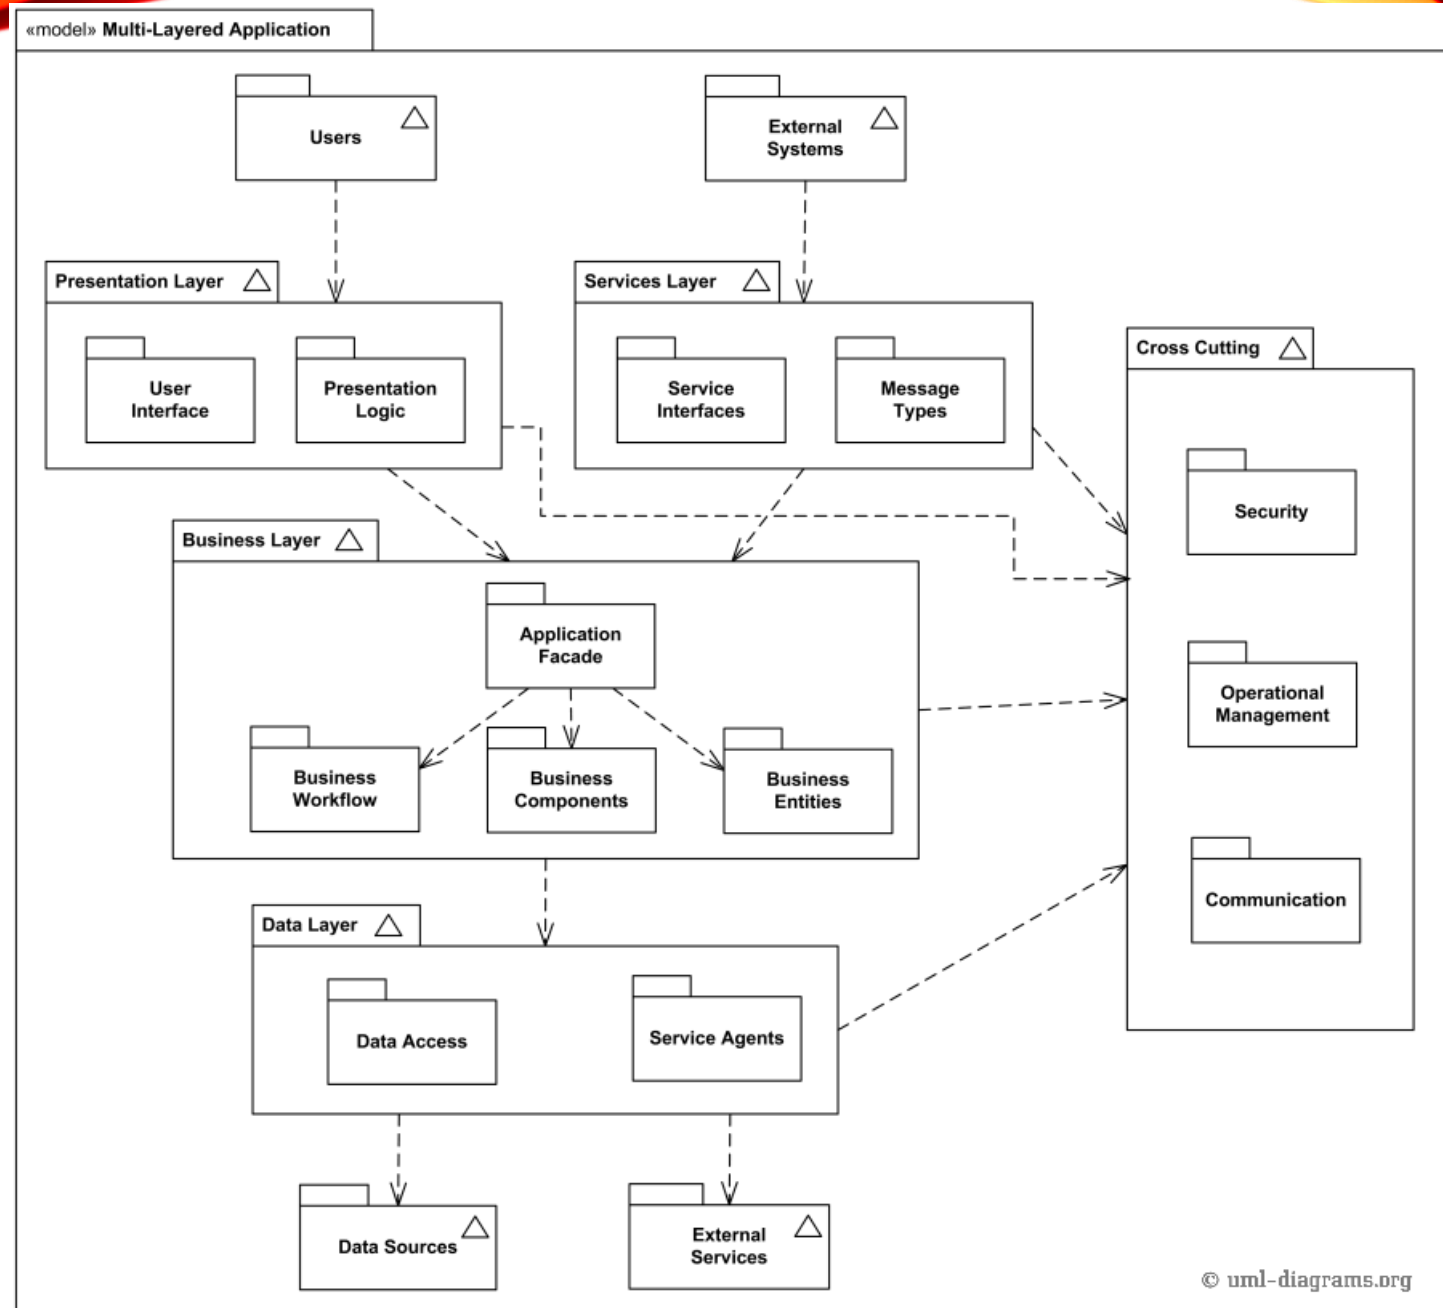 «model» Multi-Layered Application
Users
External
Systems
Presentation Layer
Services Layer
User
Interface
Presentation
Logic
Service
Interfaces
Message
Types
Cross Cutting
Security
Business Layer
Application
Facade
Operational
Management
Business
Workflow
Business
Components
Business
Entities
Communication
Data Layer
Data Access
Service Agents
Data Sources
External
Services
© uml-diagrams.org